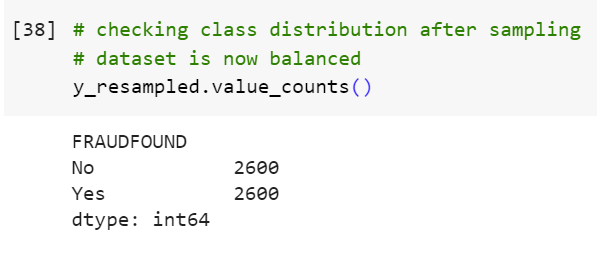 [38] # checking class distribution after sampling
# dataset is now balanced
y_resampled.value_counts()
FRAUDFOUND
No 2600
Yes 2600
dtype: int64